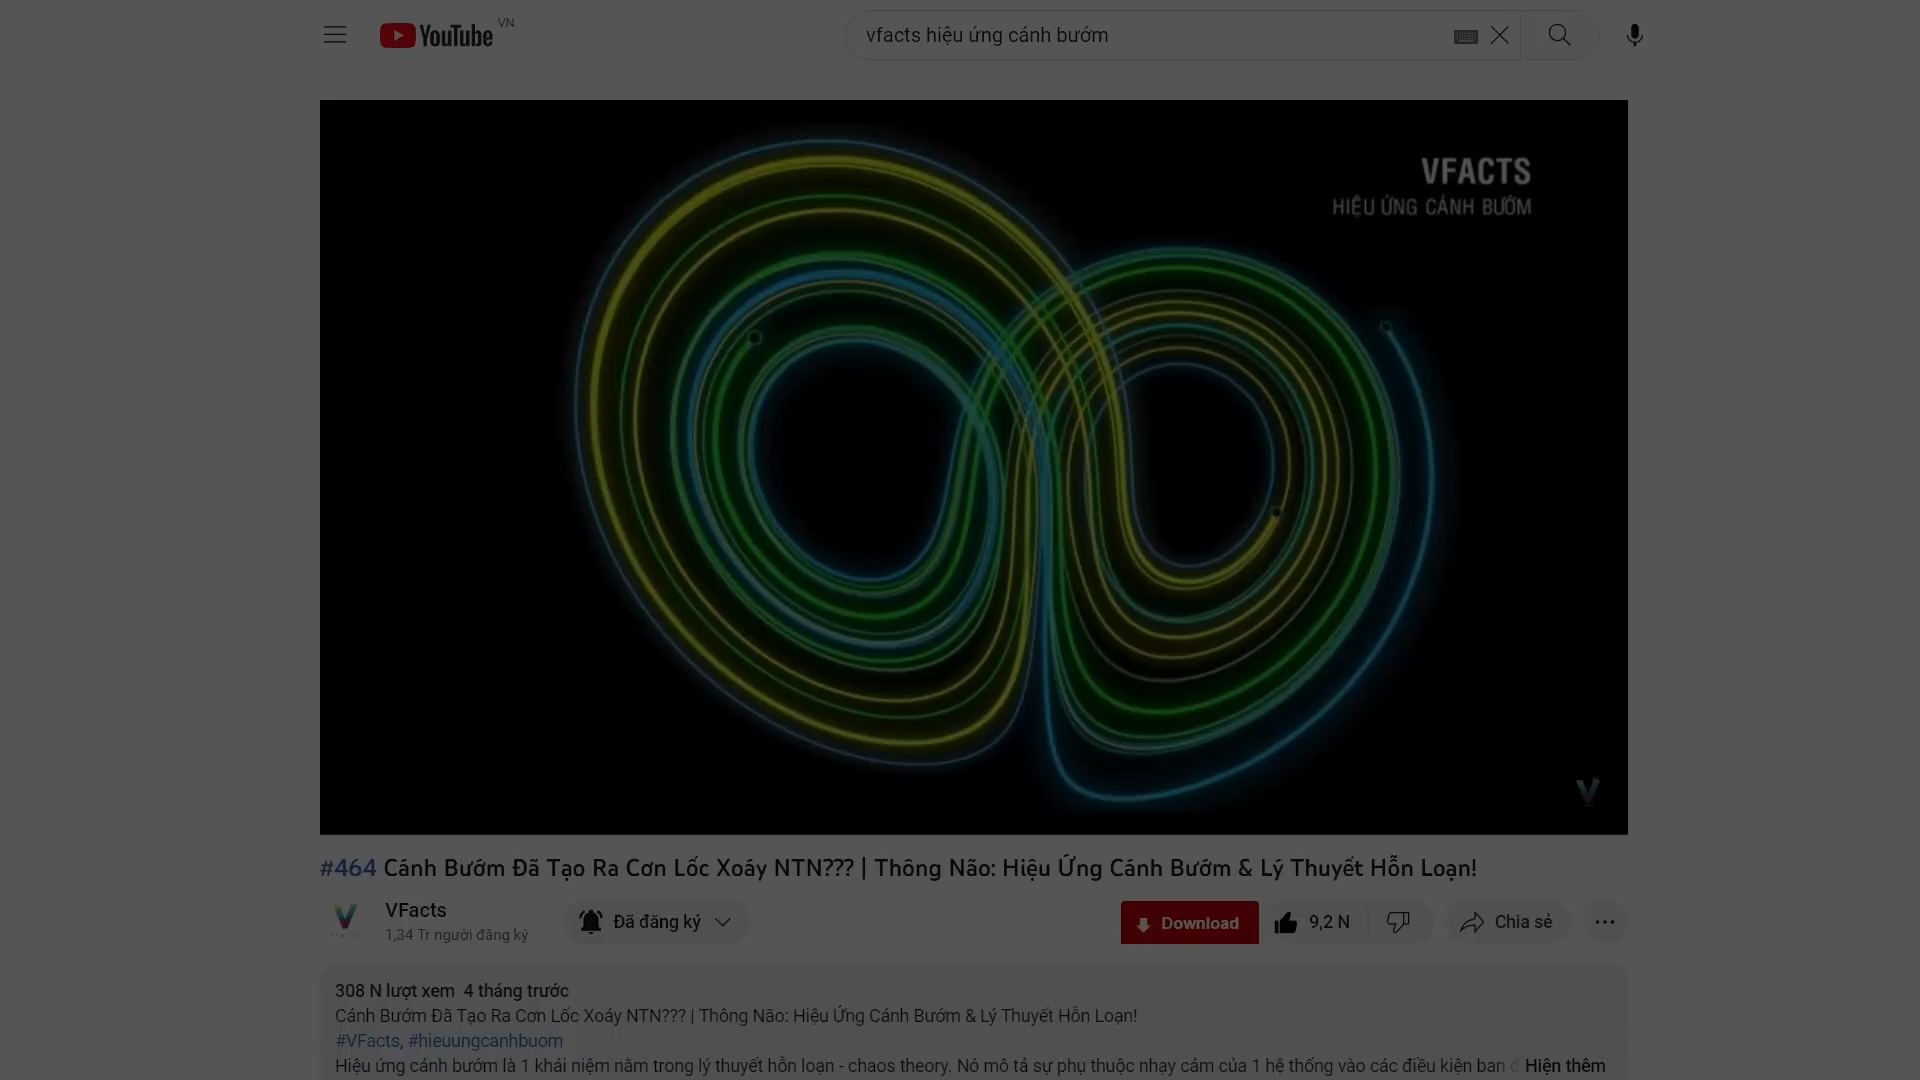 YouTube VN
vfacts hiệu ứng cánh bướm
VFACTS
HIỆU ỨNG CÁNH BƯỚM
#464 Cánh Bướm Đã Tạo Ra Cơn Lốc Xoáy NTN??? | Thông Não: Hiệu Ứng Cánh Bướm & Lý Thuyết Hỗn Loạn!
VFacts
1,34 Tr người đăng ký
Đã đăng ký
Download
9,2 N
Chia sẻ
308 N lượt xem 4 tháng trước
Cánh Bướm Đã Tạo Ra Cơn Lốc Xoáy NTN??? | Thông Não: Hiệu Ứng Cánh Bướm & Lý Thuyết Hỗn Loạn!
#VFacts, #hieuungcanhbuom
Hiệu ứng cánh bướm là 1 khái niệm nằm trong lý thuyết hỗn loạn - chaos theory. Nó mô tả sự phụ thuộc nhạy cảm của 1 hệ thống vào các điều kiện ban đ Hiện thêm